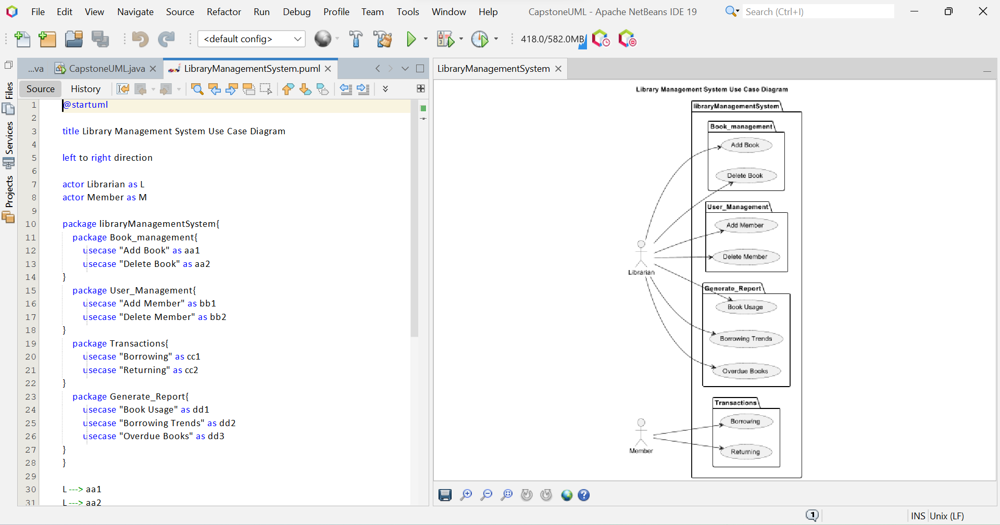 File Edit View Navigate Source Refactor Run Debug Profile Team Tools Window Help CapstoneUML - Apache NetBeans IDE 19 Search (Ctrl+I)
<default config> 418.0/582.0MB
...va CapstoneUML.java LibraryManagementSystem.puml
Source History
Files
Services
Projects
1 @startuml
2
3 title Library Management System Use Case Diagram
4
5 left to right direction
6
7 actor Librarian as L
8 actor Member as M
9
10 package libraryManagementSystem{
11 package Book_management{
12 usecase "Add Book" as aa1
13 usecase "Delete Book" as aa2
14 }
15 package User_Management{
16 usecase "Add Member" as bb1
17 usecase "Delete Member" as bb2
18 }
19 package Transactions{
20 usecase "Borrowing" as cc1
21 usecase "Returning" as cc2
22 }
23 package Generate_Report{
24 usecase "Book Usage" as dd1
25 usecase "Borrowing Trends" as dd2
26 usecase "Overdue Books" as dd3
27 }
28 }
29
30 L ---> aa1
31 L ---> aa2
LibraryManagementSystem
Library Management System Use Case Diagram
libraryManagementSystem
Book_management
Add Book
Delete Book
User_Management
Add Member
Delete Member
Librarian
Generate_Report
Book Usage
Borrowing Trends
Overdue Books
Transactions
Borrowing
Member
Returning
1 INS Unix (LF)